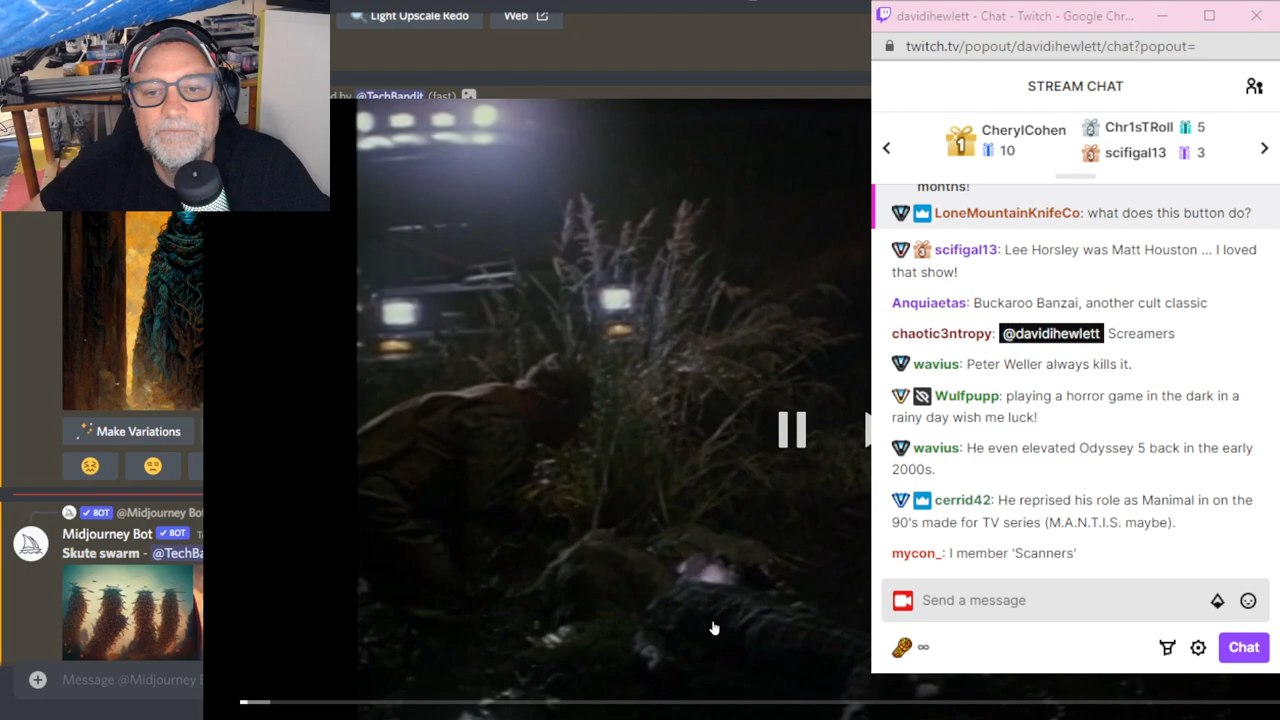 Light Upscale Redo
Web
d by @TechBandit (fast)
Make Variations
BOT @Midjourney Bo
Midjourney Bot BOT
Skute swarm - @TechBa
Message @Midjourney B
davidihewlett - Chat - Twitch - Google Chr...
twitch.tv/popout/davidihewlett/chat?popout=
STREAM CHAT
1 CherylCohen
10
2 Chr1sTRoll 5
3 scifigal13 3
months!
LoneMountainKnifeCo: what does this button do?
3 scifigal13: Lee Horsley was Matt Houston ... I loved
that show!
Anquiaetas: Buckaroo Banzai, another cult classic
chaotic3ntropy: @davidihewlett Screamers
wavius: Peter Weller always kills it.
Wulfpupp: playing a horror game in the dark in a
rainy day wish me luck!
wavius: He even elevated Odyssey 5 back in the early
2000s.
cerrid42: He reprised his role as Manimal in on the
90's made for TV series (M.A.N.T.I.S. maybe).
mycon_: I member 'Scanners'
Send a message
∞
Chat